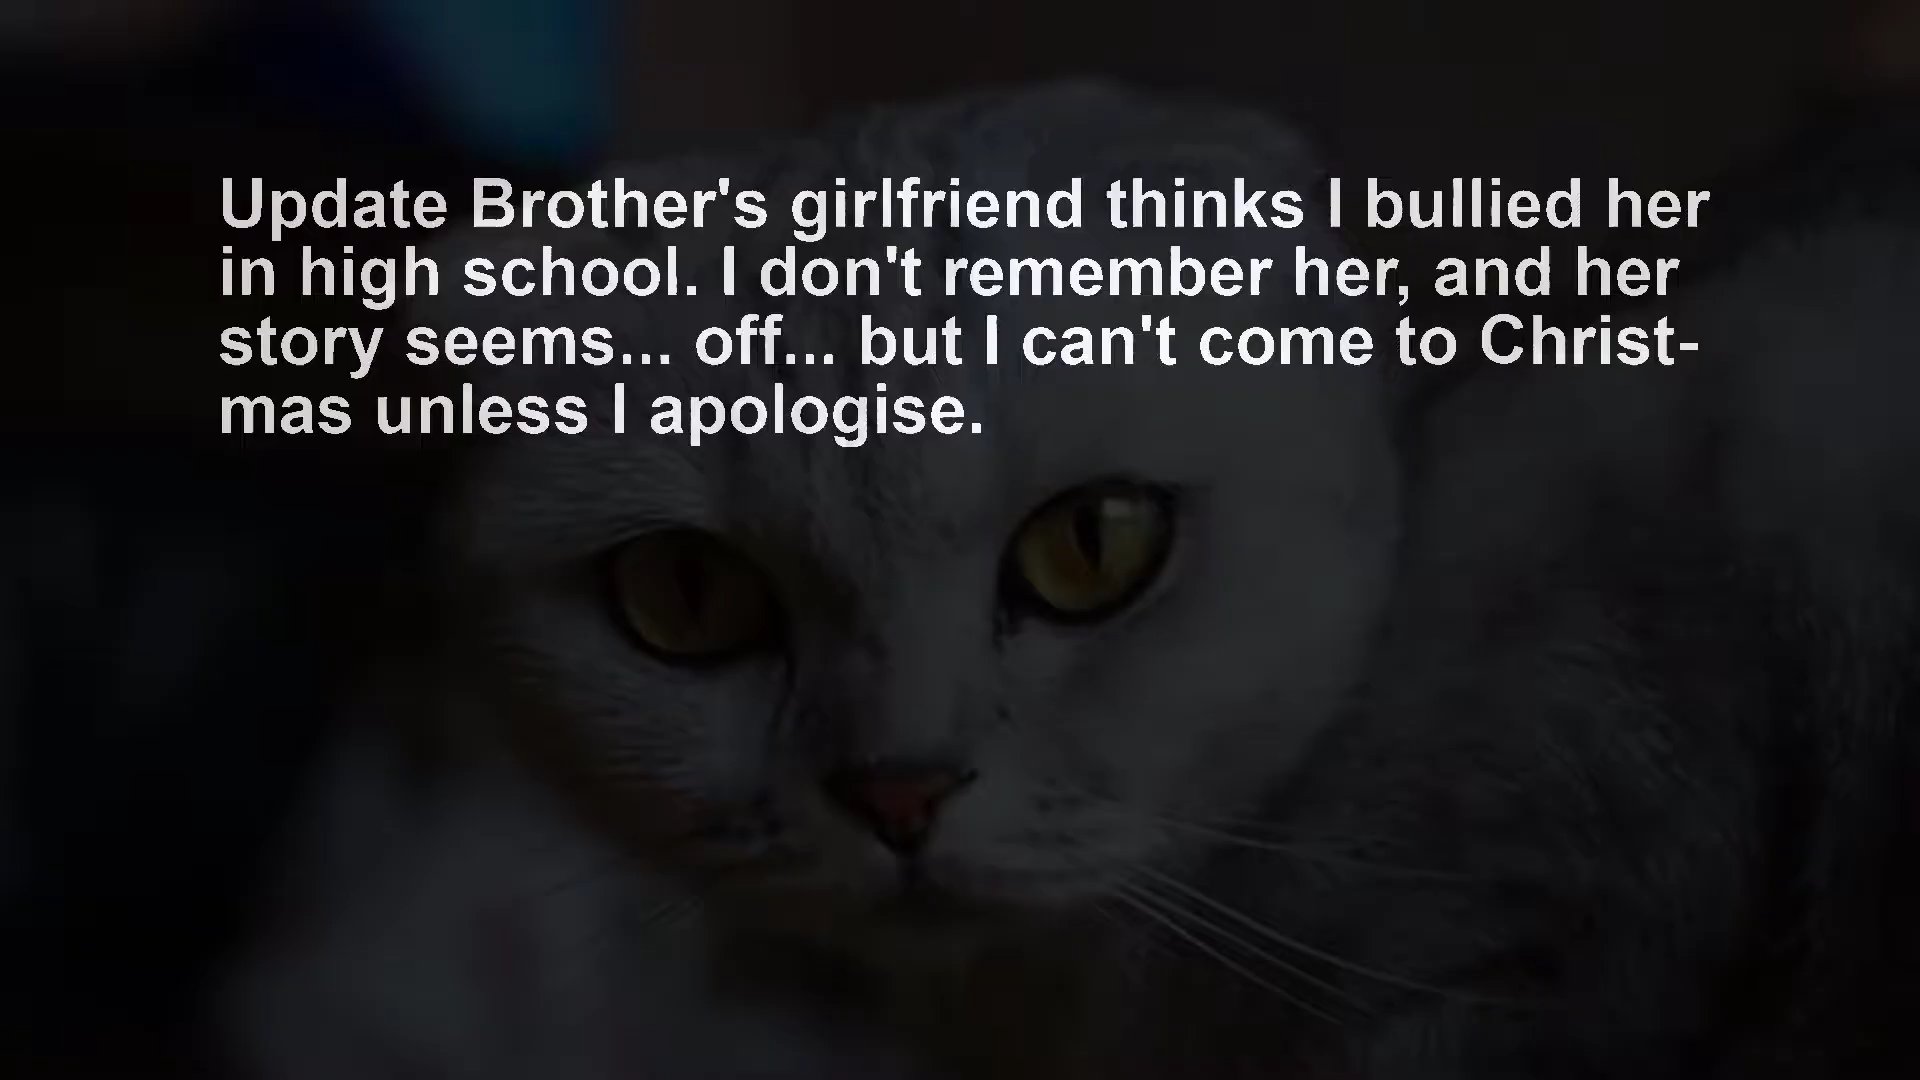 Update Brother's girlfriend thinks I bullied her
in high school. I don't remember her, and her
story seems... off... but I can't come to Christ-
mas unless I apologise.